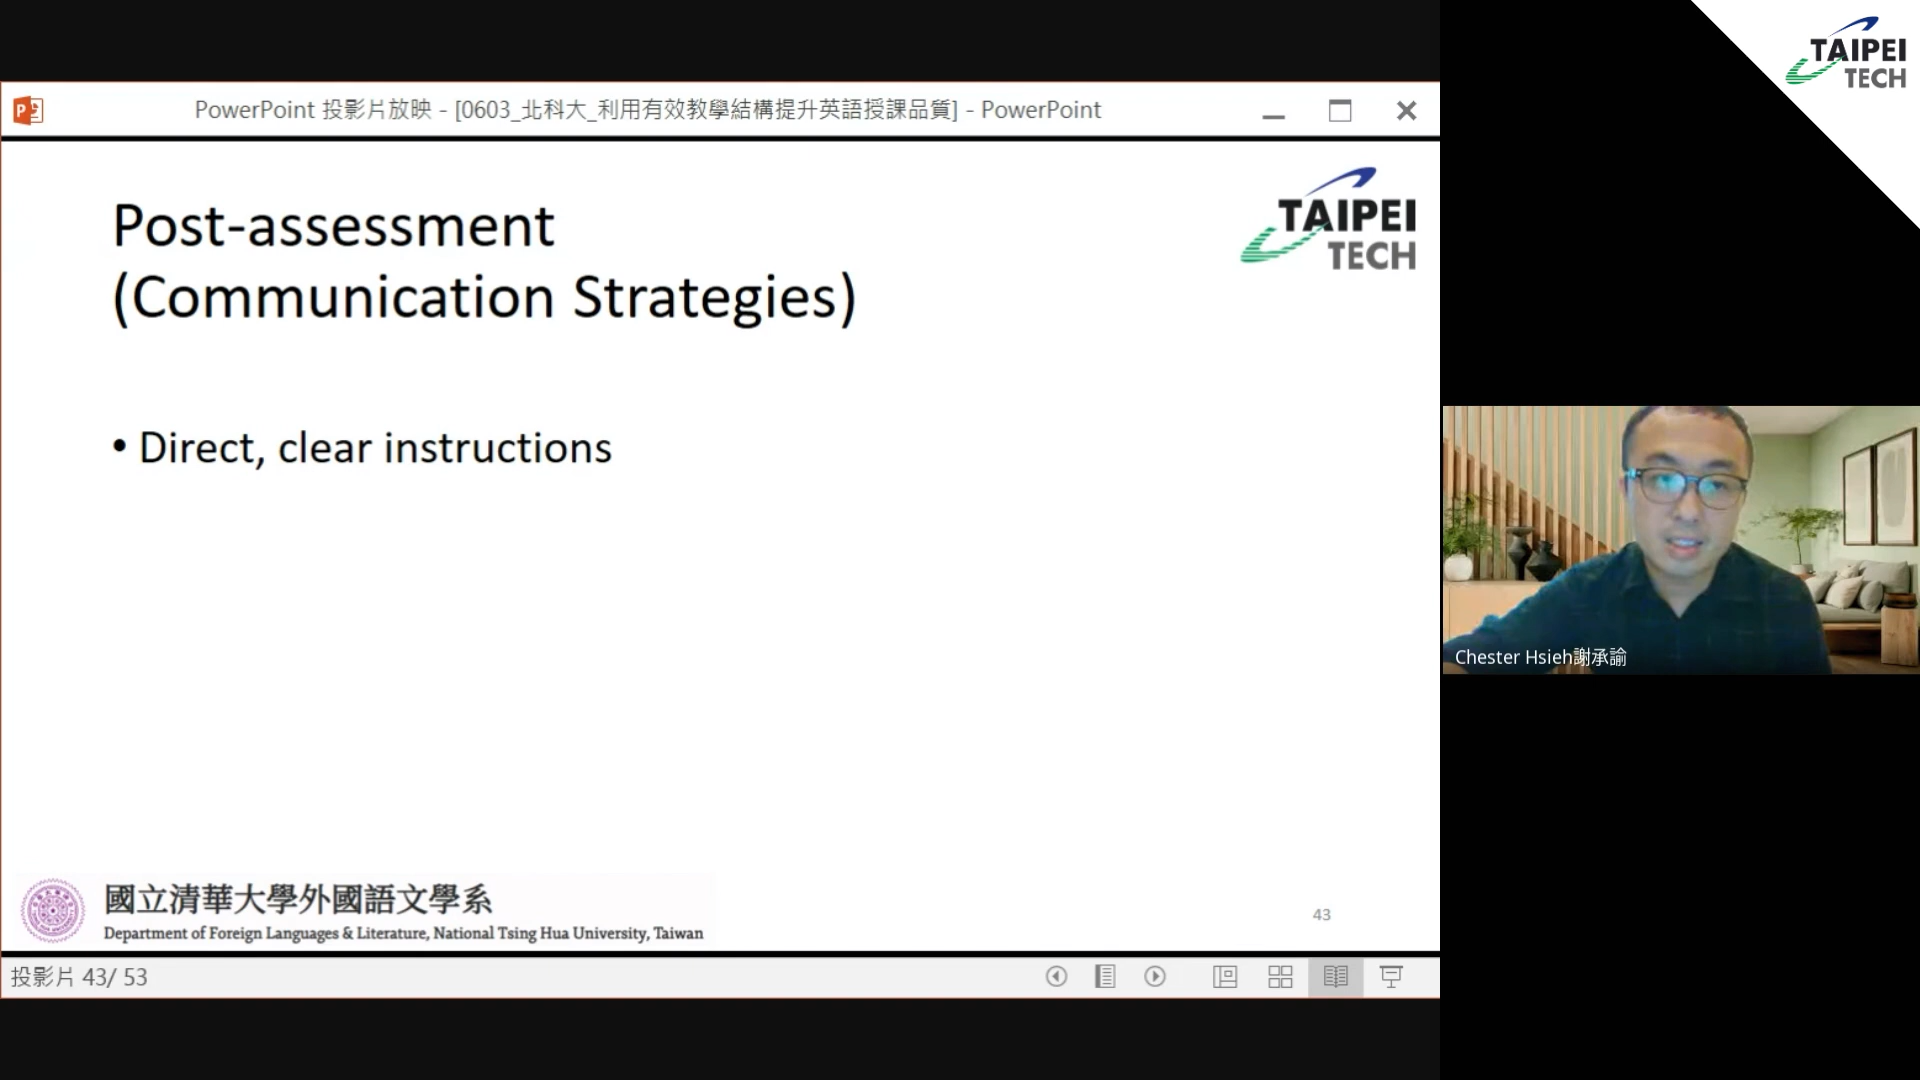 PowerPoint 投影片放映 - [0603_北科大_利用有效教學結構提升英語授課品質] - PowerPoint
TAIPEI
TECH
Post-assessment
(Communication Strategies)
TAIPEI
TECH
• Direct, clear instructions
Chester Hsieh謝承諭
國立清華大學外國語文學系
Department of Foreign Languages & Literature, National Tsing Hua University, Taiwan
43
投影片 43/ 53